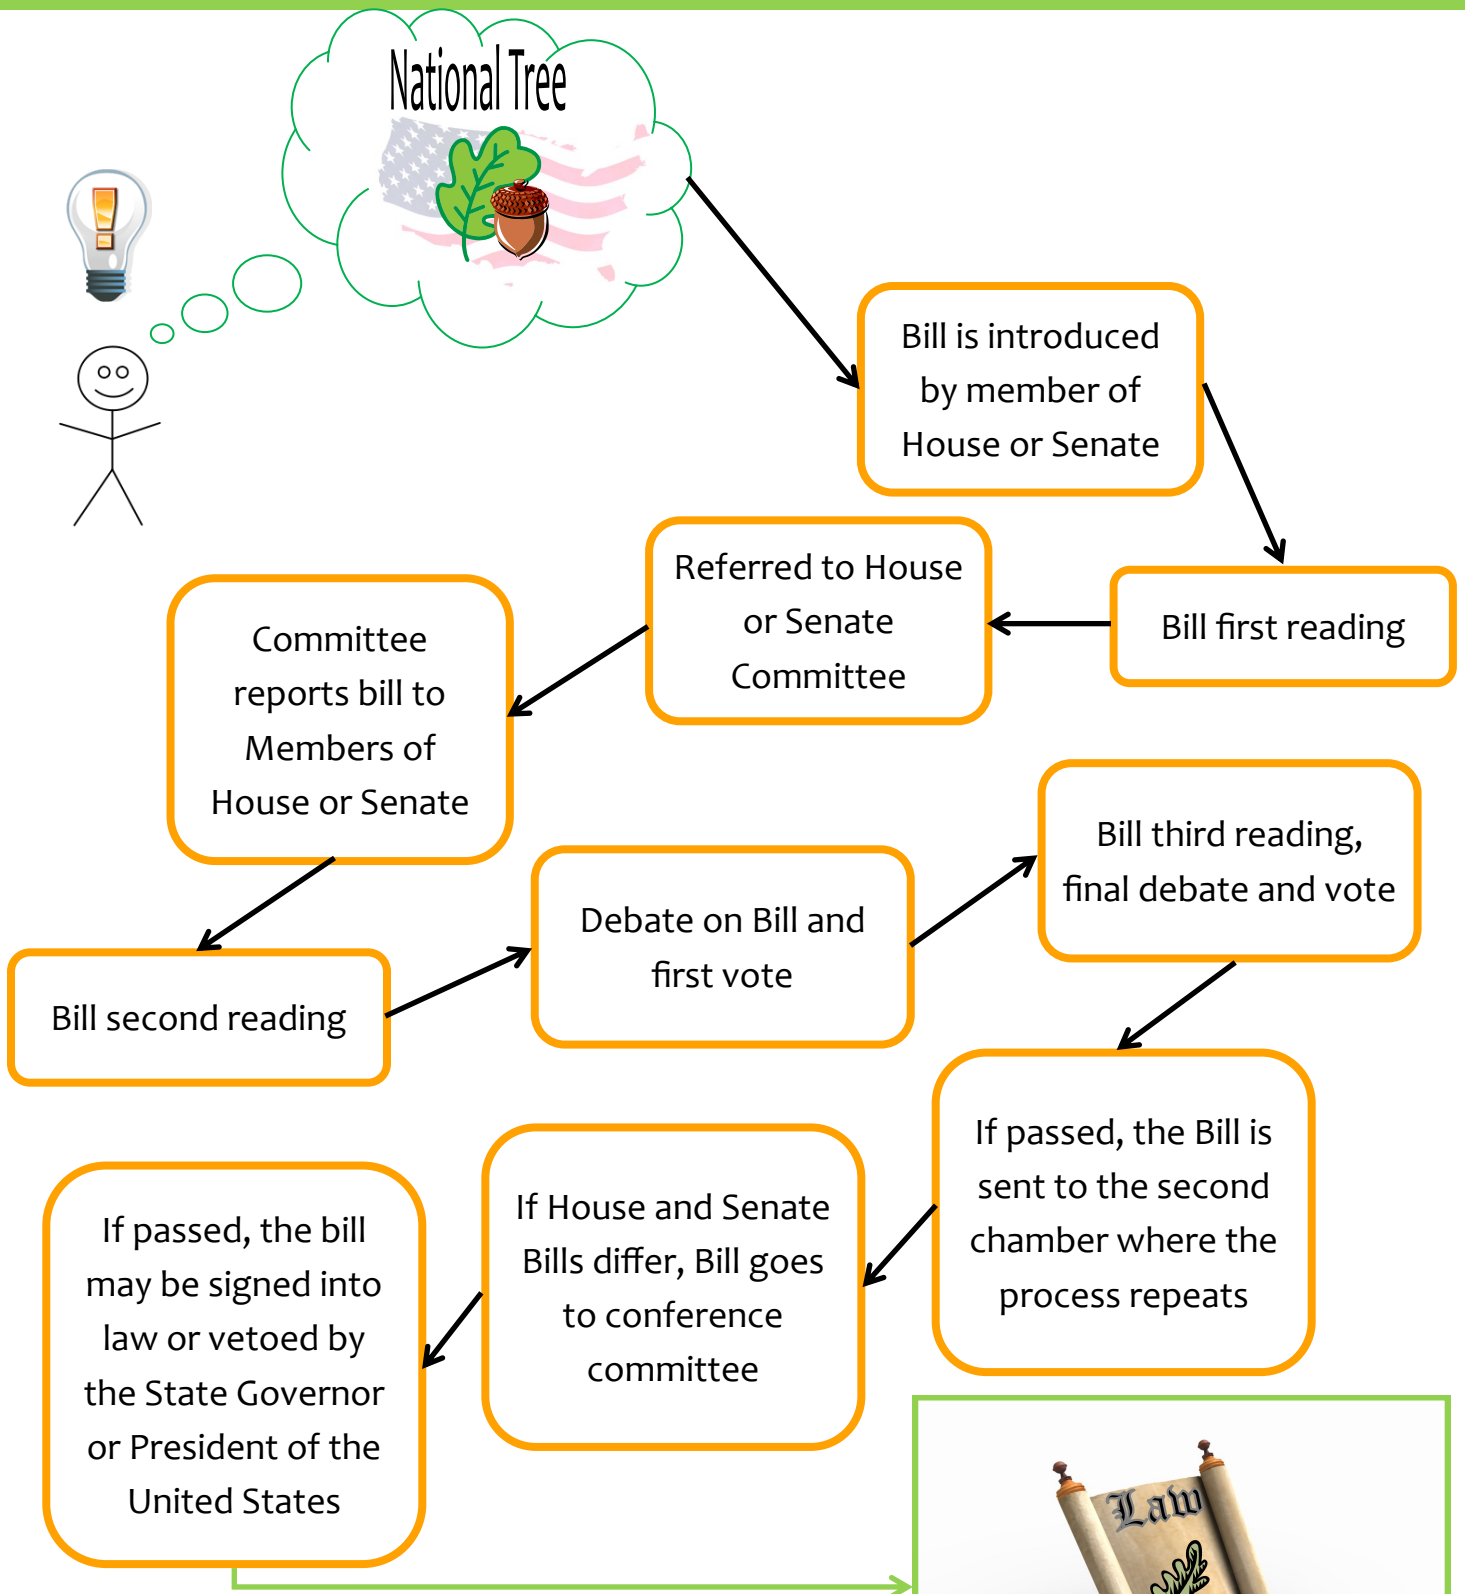 National Tree
Bill is introduced
by member of
House or Senate
Bill first reading
Referred to House
or Senate
Committee
Committee
reports bill to
Members of
House or Senate
Bill second reading
Debate on Bill and
first vote
Bill third reading,
final debate and vote
If passed, the Bill is
sent to the second
chamber where the
process repeats
If House and Senate
Bills differ, Bill goes
to conference
committee
If passed, the bill
may be signed into
law or vetoed by
the State Governor
or President of the
United States
Law